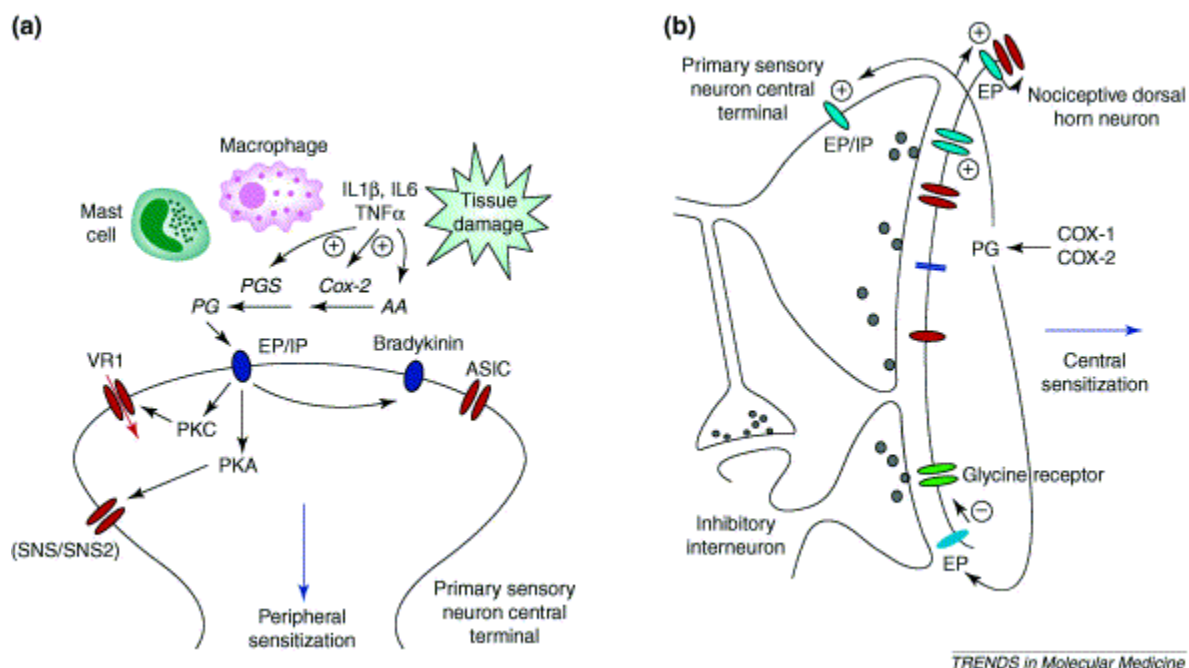 (a)
Macrophage
Mast
cell
IL1β, IL6
TNFα
Tissue
damage
+
+
PGS
Cox-2
PG
AA
EP/IP
Bradykinin
VR1
ASIC
PKC
PKA
(SNS/SNS2)
Peripheral
sensitization
Primary sensory
neuron central
terminal
(b)
Primary sensory
neuron central
terminal
+
EP/IP
+
EP
Nociceptive dorsal
horn neuron
+
PG
COX-1
COX-2
Central
sensitization
Glycine receptor
−
Inhibitory
interneuron
EP
TRENDS in Molecular Medicine